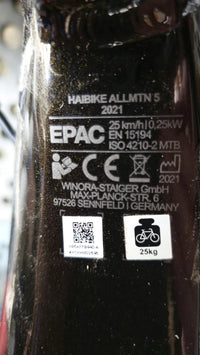 HAIBIKE ALLMTN 5
2021
EPAC
25 km/h | 0,25kW
EN 15194
ISO 4210-2 MTB
CE
2021
WINORA-STAIGER GmbH
MAX-PLANCK-STR. 6
97526 SENNFELD | GERMANY
25kg